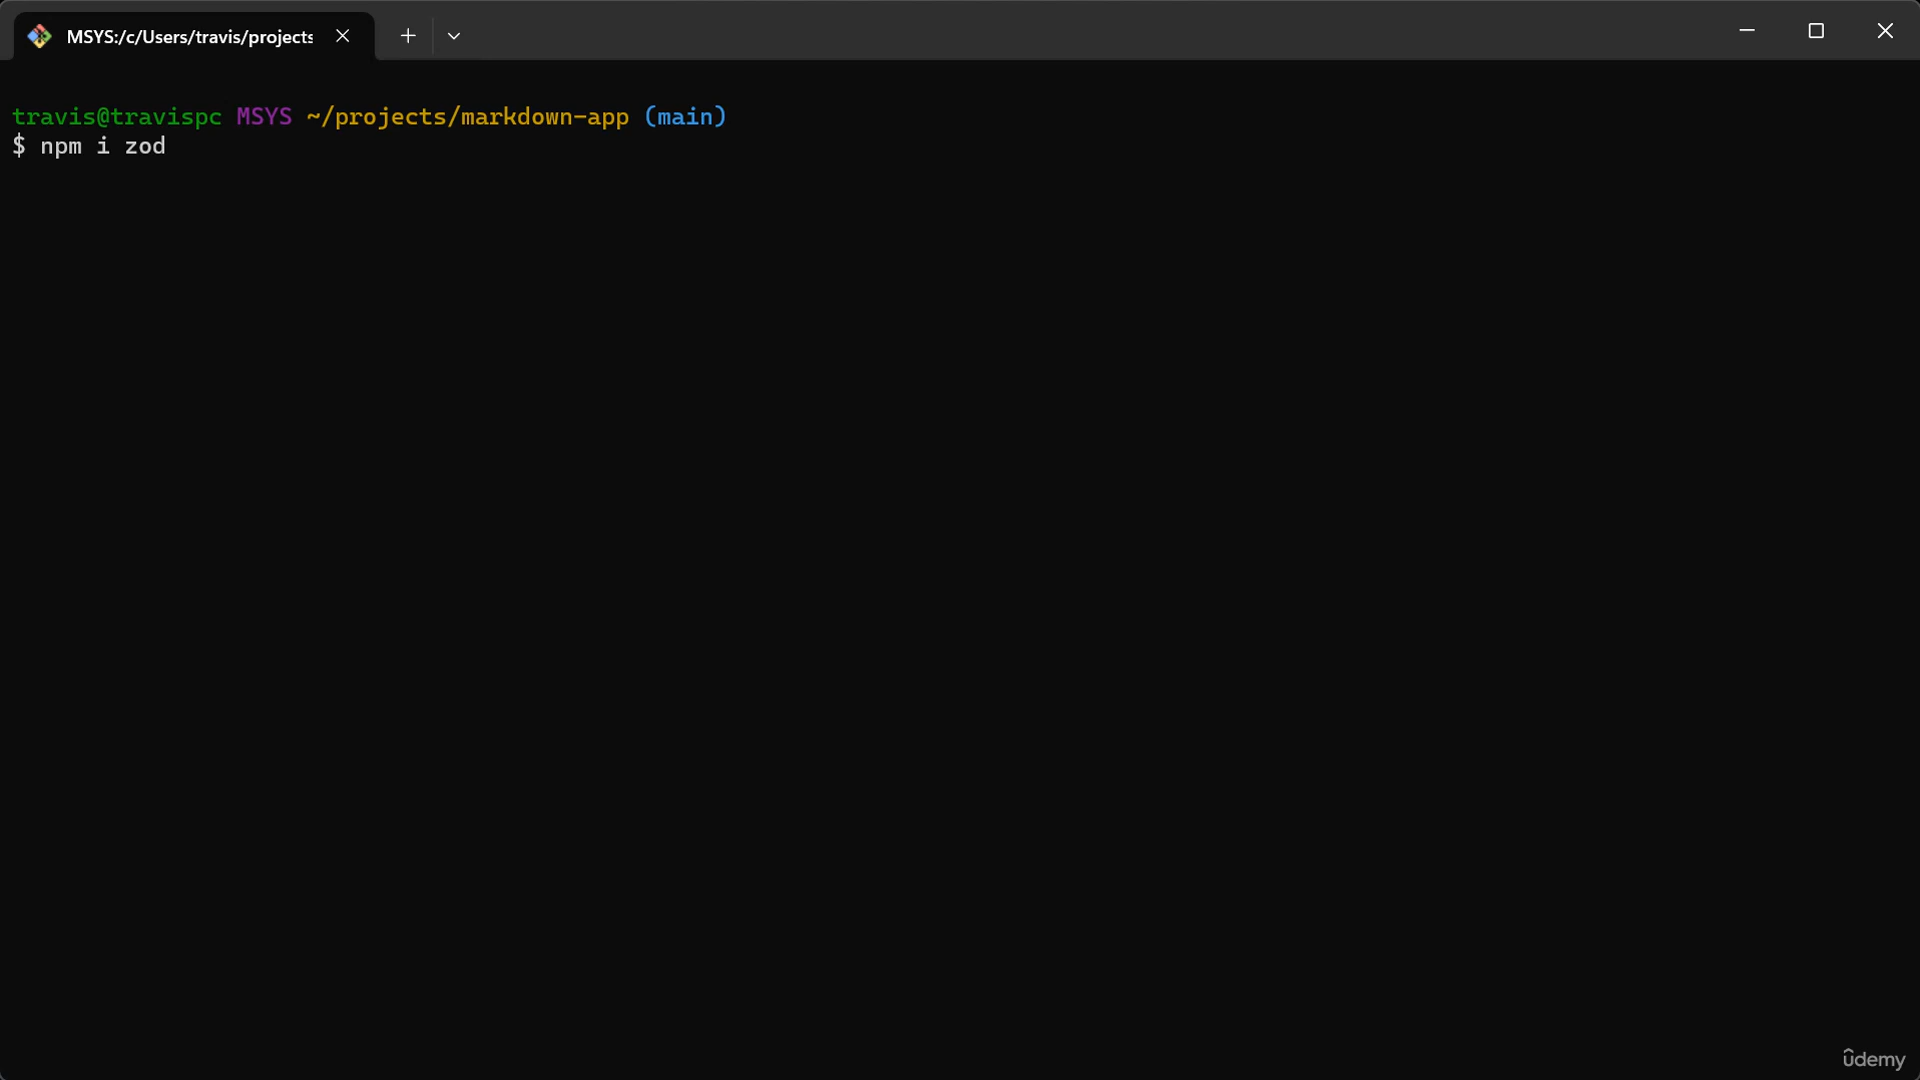 MSYS:/c/Users/travis/projects
travis@travispc MSYS ~/projects/markdown-app (main)
$ npm i zod
ûdemy